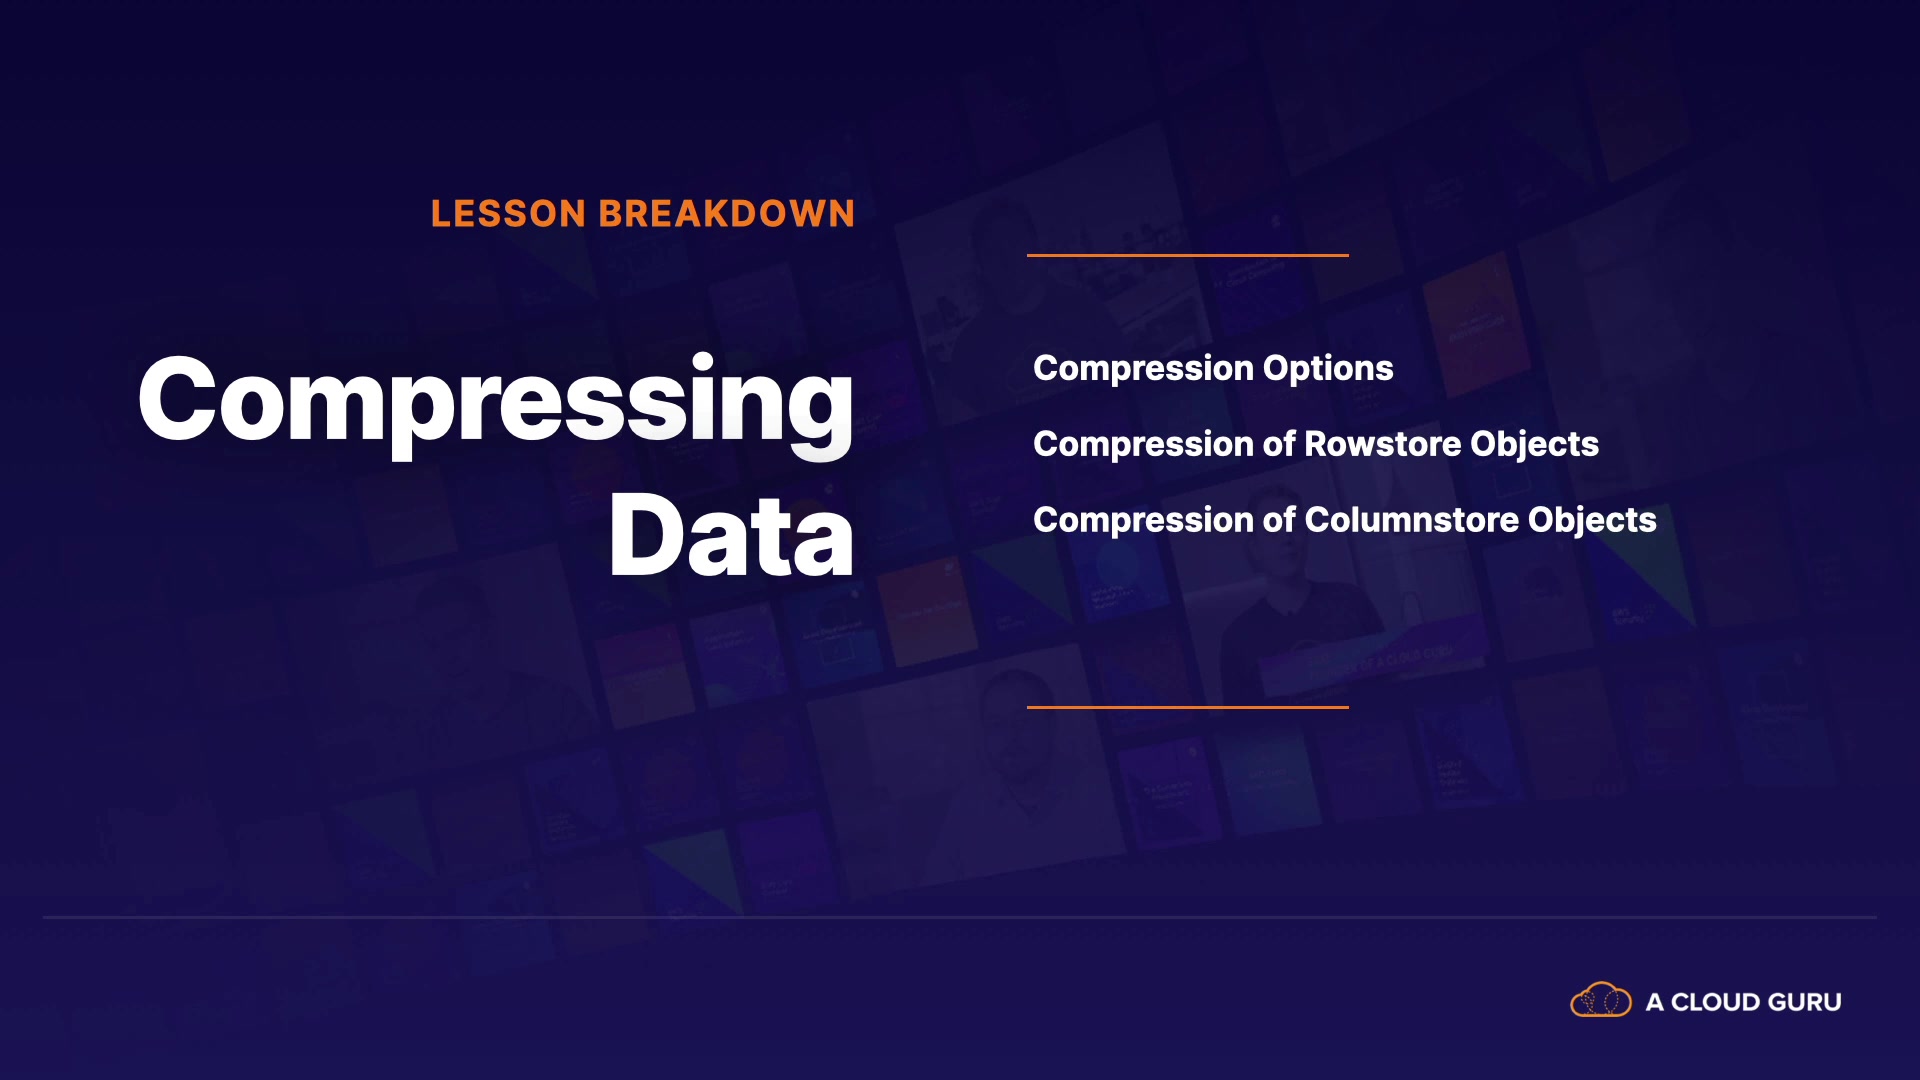 LESSON BREAKDOWN
Compressing
Data
Compression Options
Compression of Rowstore Objects
Compression of Columnstore Objects
A CLOUD GURU